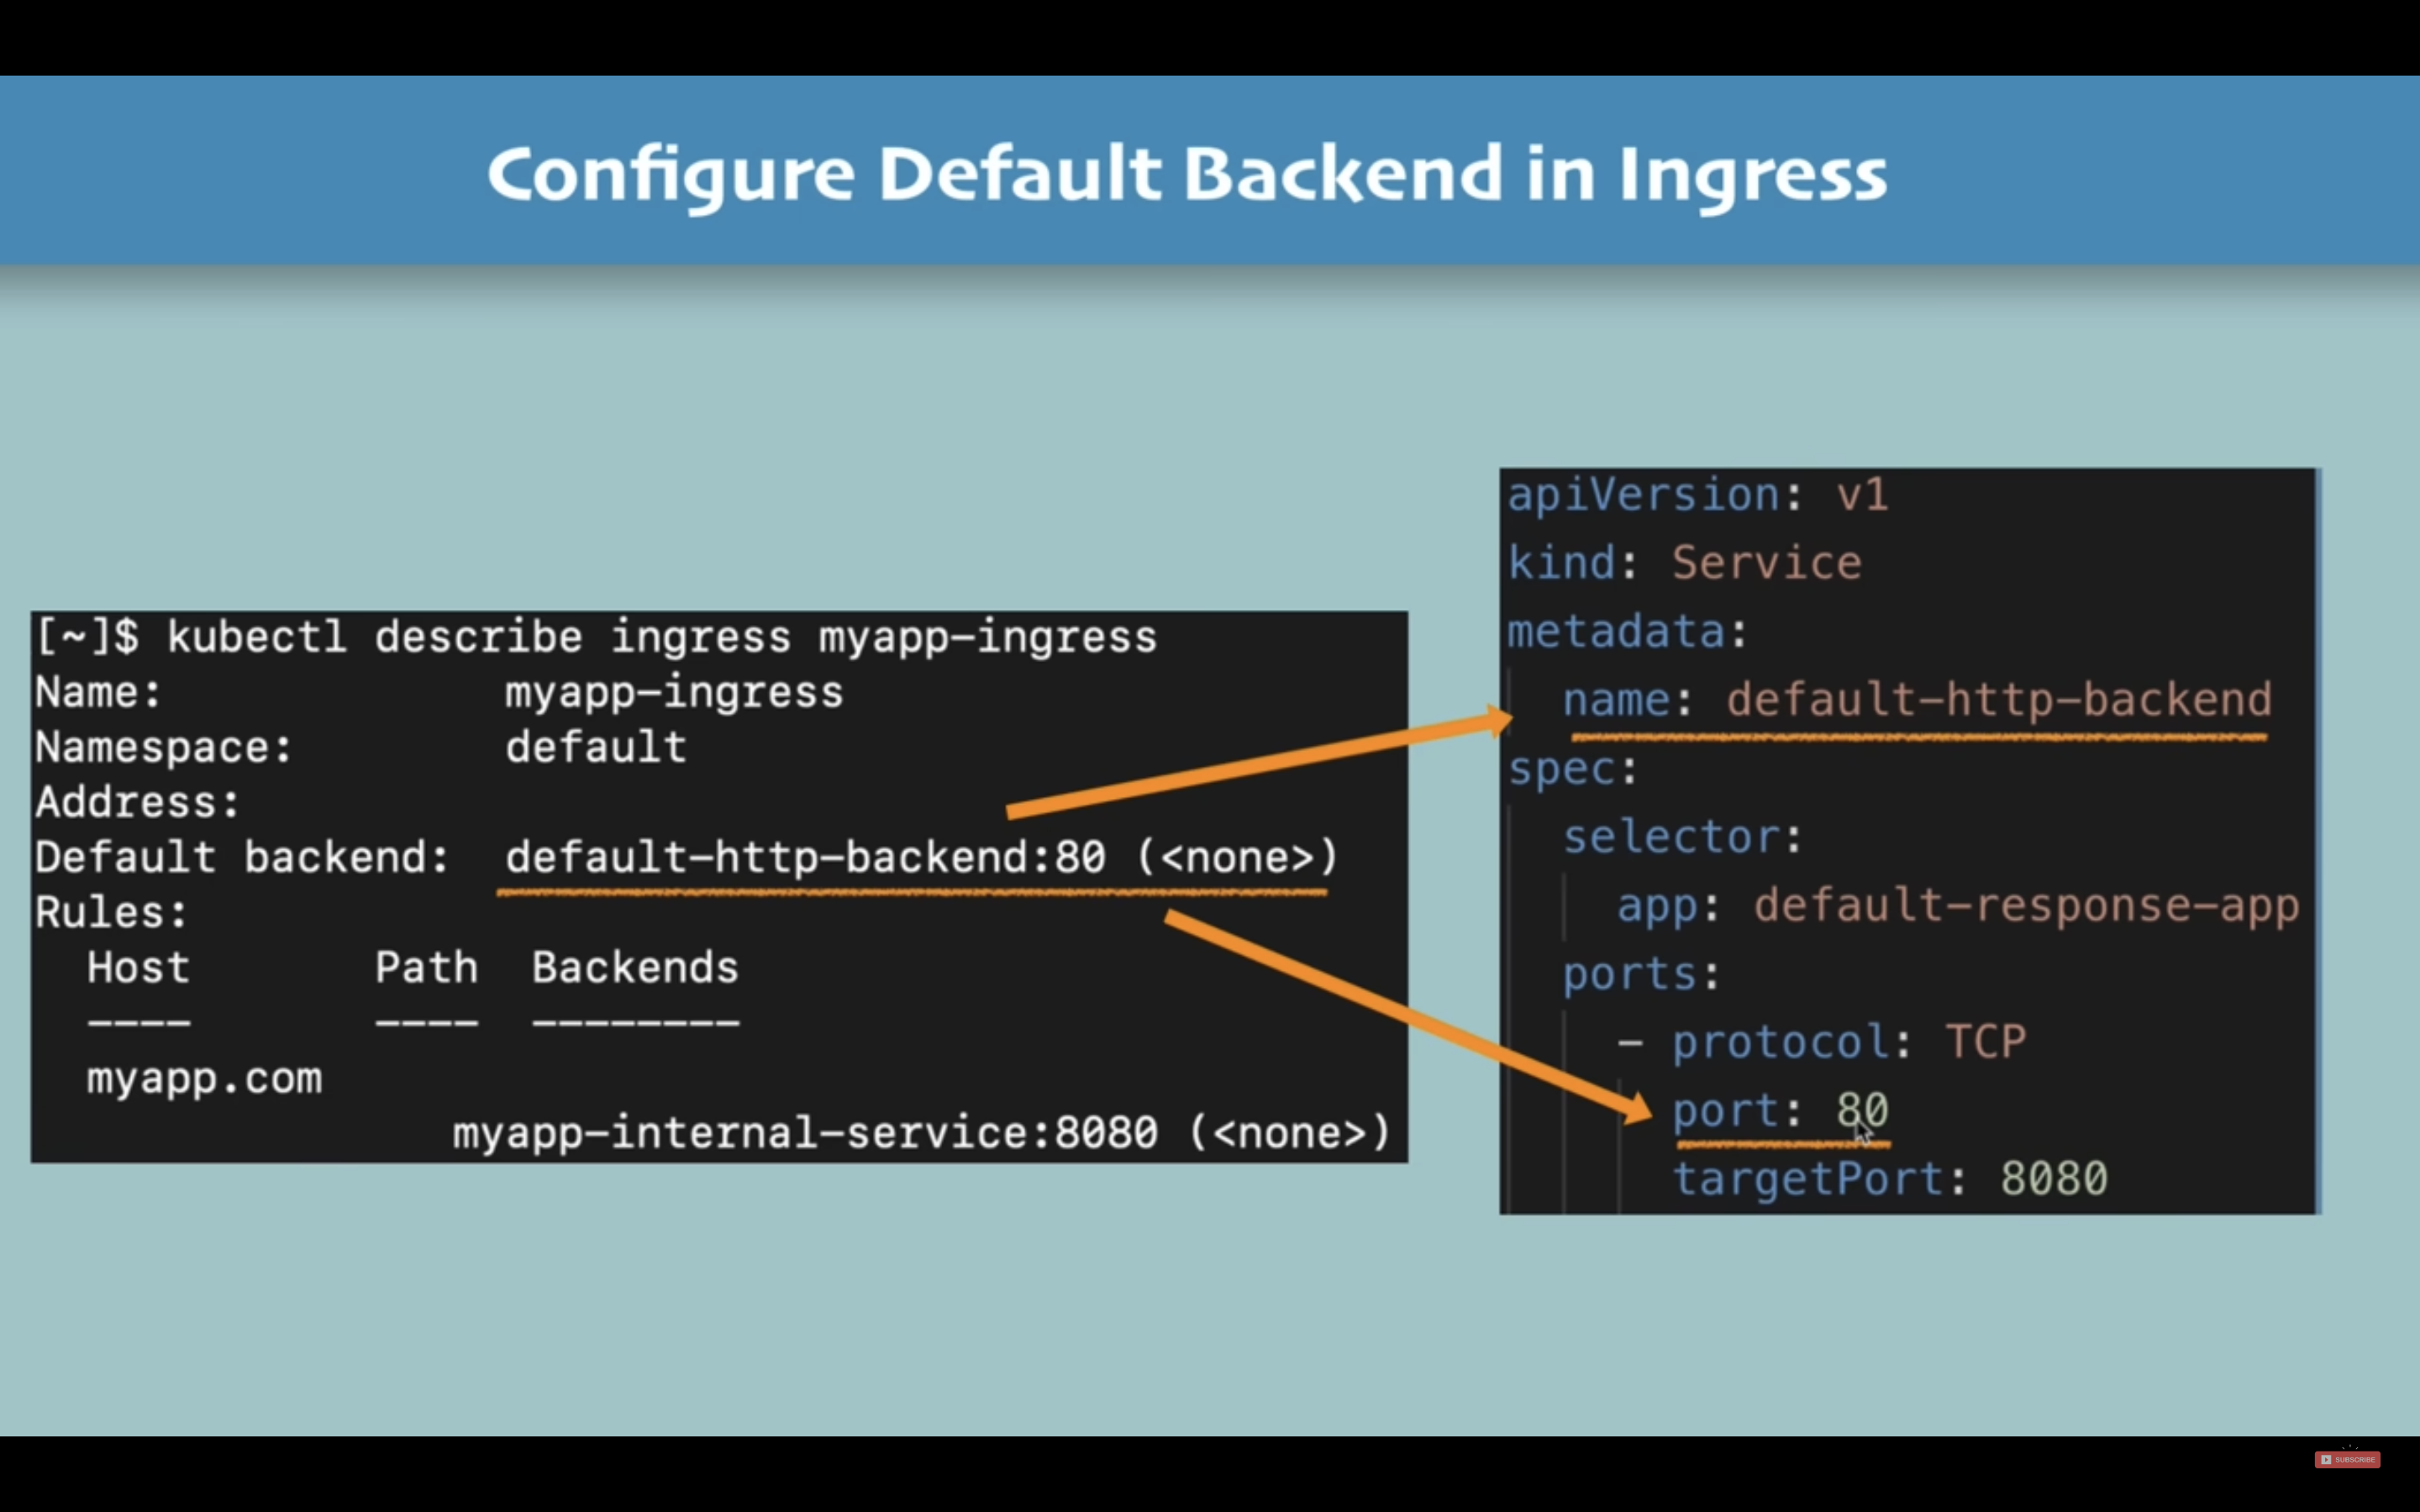 Configure Default Backend in Ingress
[~]$ kubectl describe ingress myapp-ingress
Name: myapp-ingress
Namespace: default
Address:
Default backend: default-http-backend:80 (<none>)
Rules:
Host Path Backends
---- ---- --------
myapp.com
myapp-internal-service:8080 (<none>)
apiVersion: v1
kind: Service
metadata:
name: default-http-backend
spec:
selector:
app: default-response-app
ports:
- protocol: TCP
port: 80
targetPort: 8080
SUBSCRIBE